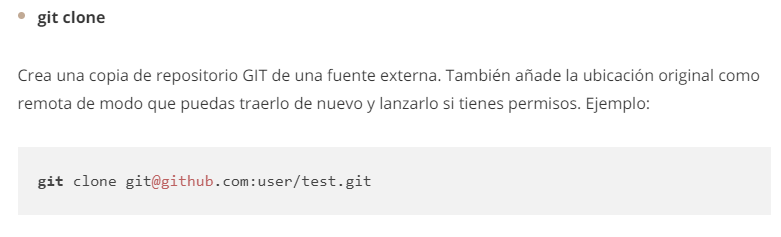 git clone
Crea una copia de repositorio GIT de una fuente externa. También añade la ubicación original como
remota de modo que puedas traerlo de nuevo y lanzarlo si tienes permisos. Ejemplo:
git clone git@github.com:user/test.git